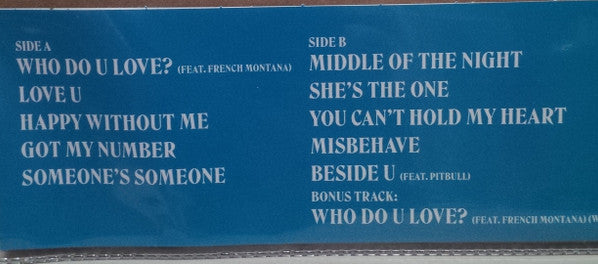 SIDE A
WHO DO U LOVE? (FEAT. FRENCH MONTANA)
LOVE U
HAPPY WITHOUT ME
GOT MY NUMBER
SOMEONE'S SOMEONE
SIDE B
MIDDLE OF THE NIGHT
SHE'S THE ONE
YOU CAN'T HOLD MY HEART
MISBEHAVE
BESIDE U (FEAT. PITBULL)
BONUS TRACK:
WHO DO U LOVE? (FEAT. FRENCH MONTANA)